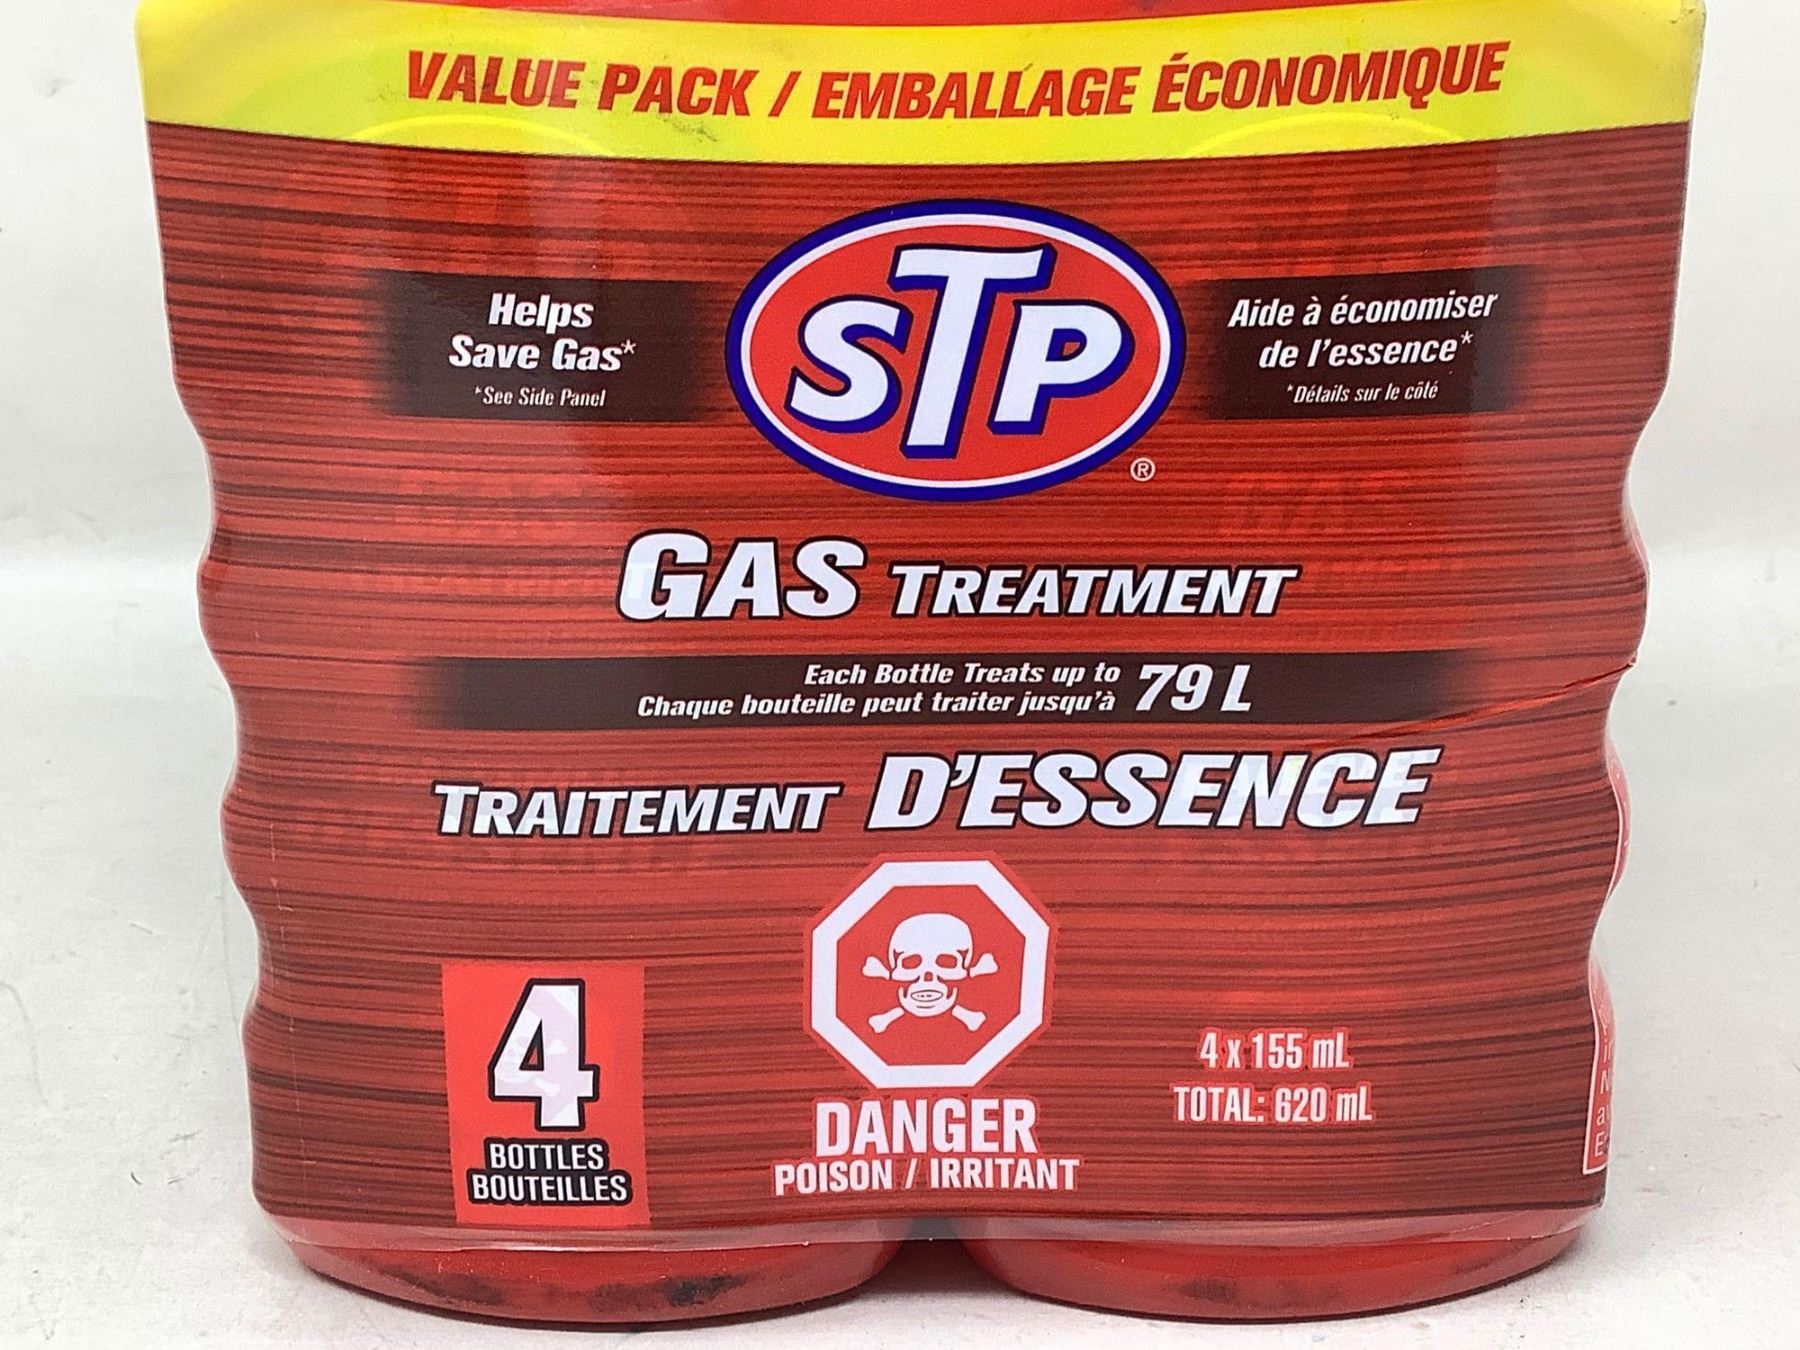 VALUE PACK / EMBALLAGE ÉCONOMIQUE
Helps
Save Gas*
*See Side Panel
STP
®
Aide à économiser
de l'essence*
*Détails sur le côté
GAS TREATMENT
Each Bottle Treats up to 79 L
Chaque bouteille peut traiter jusqu'à
TRAITEMENT D'ESSENCE
4
BOTTLES
BOUTEILLES
DANGER
POISON / IRRITANT
4 x 155 mL
TOTAL: 620 mL